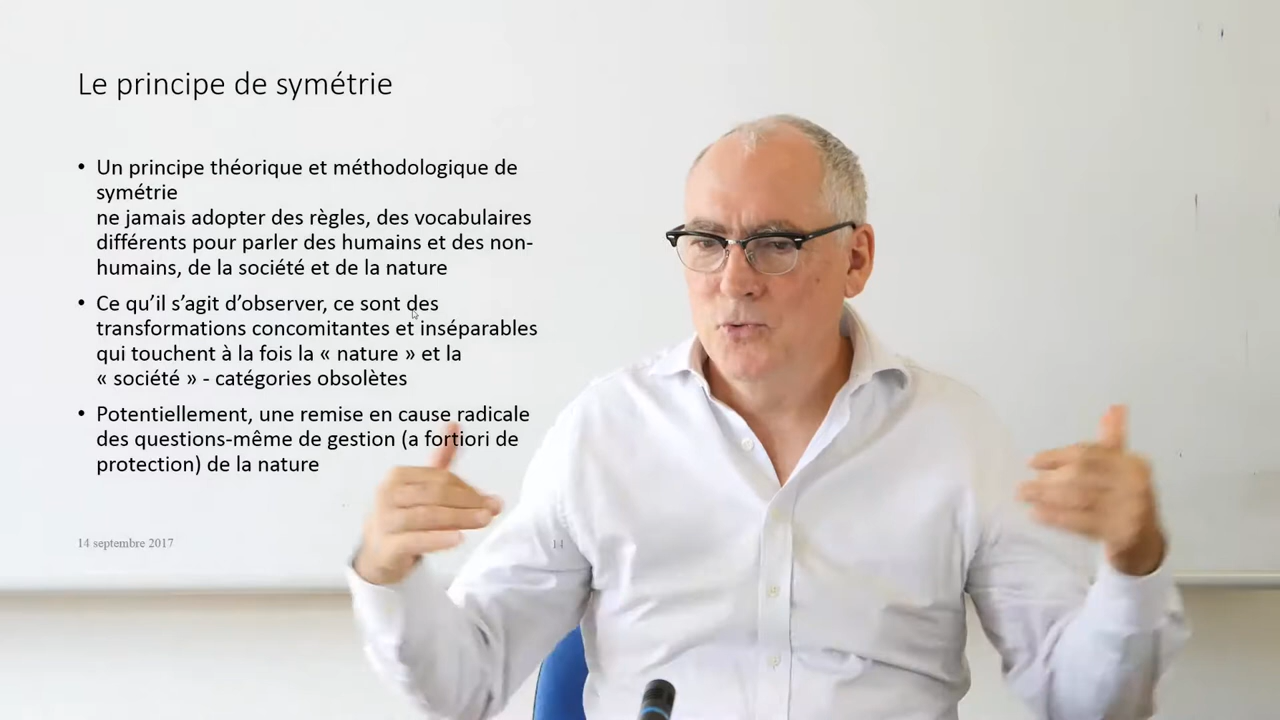 Le principe de symétrie
• Un principe théorique et méthodologique de
symétrie
ne jamais adopter des règles, des vocabulaires
différents pour parler des humains et des non-
humains, de la société et de la nature
• Ce qu’il s’agit d’observer, ce sont des
transformations concomitantes et inséparables
qui touchent à la fois la « nature » et la
« société » - catégories obsolètes
• Potentiellement, une remise en cause radicale
des questions-même de gestion (a fortiori de
protection) de la nature
14 septembre 2017
14